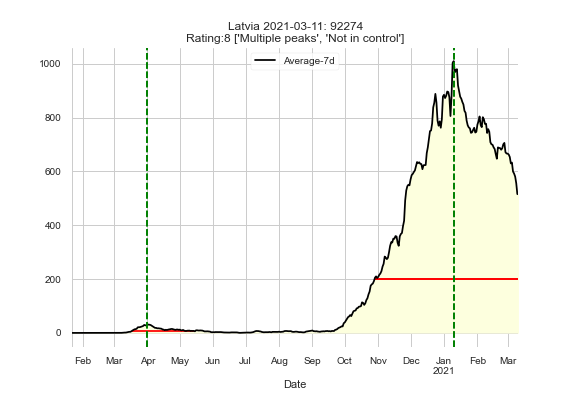 Latvia 2021-03-11: 92274
Rating:8 ['Multiple peaks', 'Not in control']
Average-7d
1000
800
600
400
200
0
Feb Mar Apr May Jun Jul Aug Sep Oct Nov Dec Jan Feb Mar
2021
Date